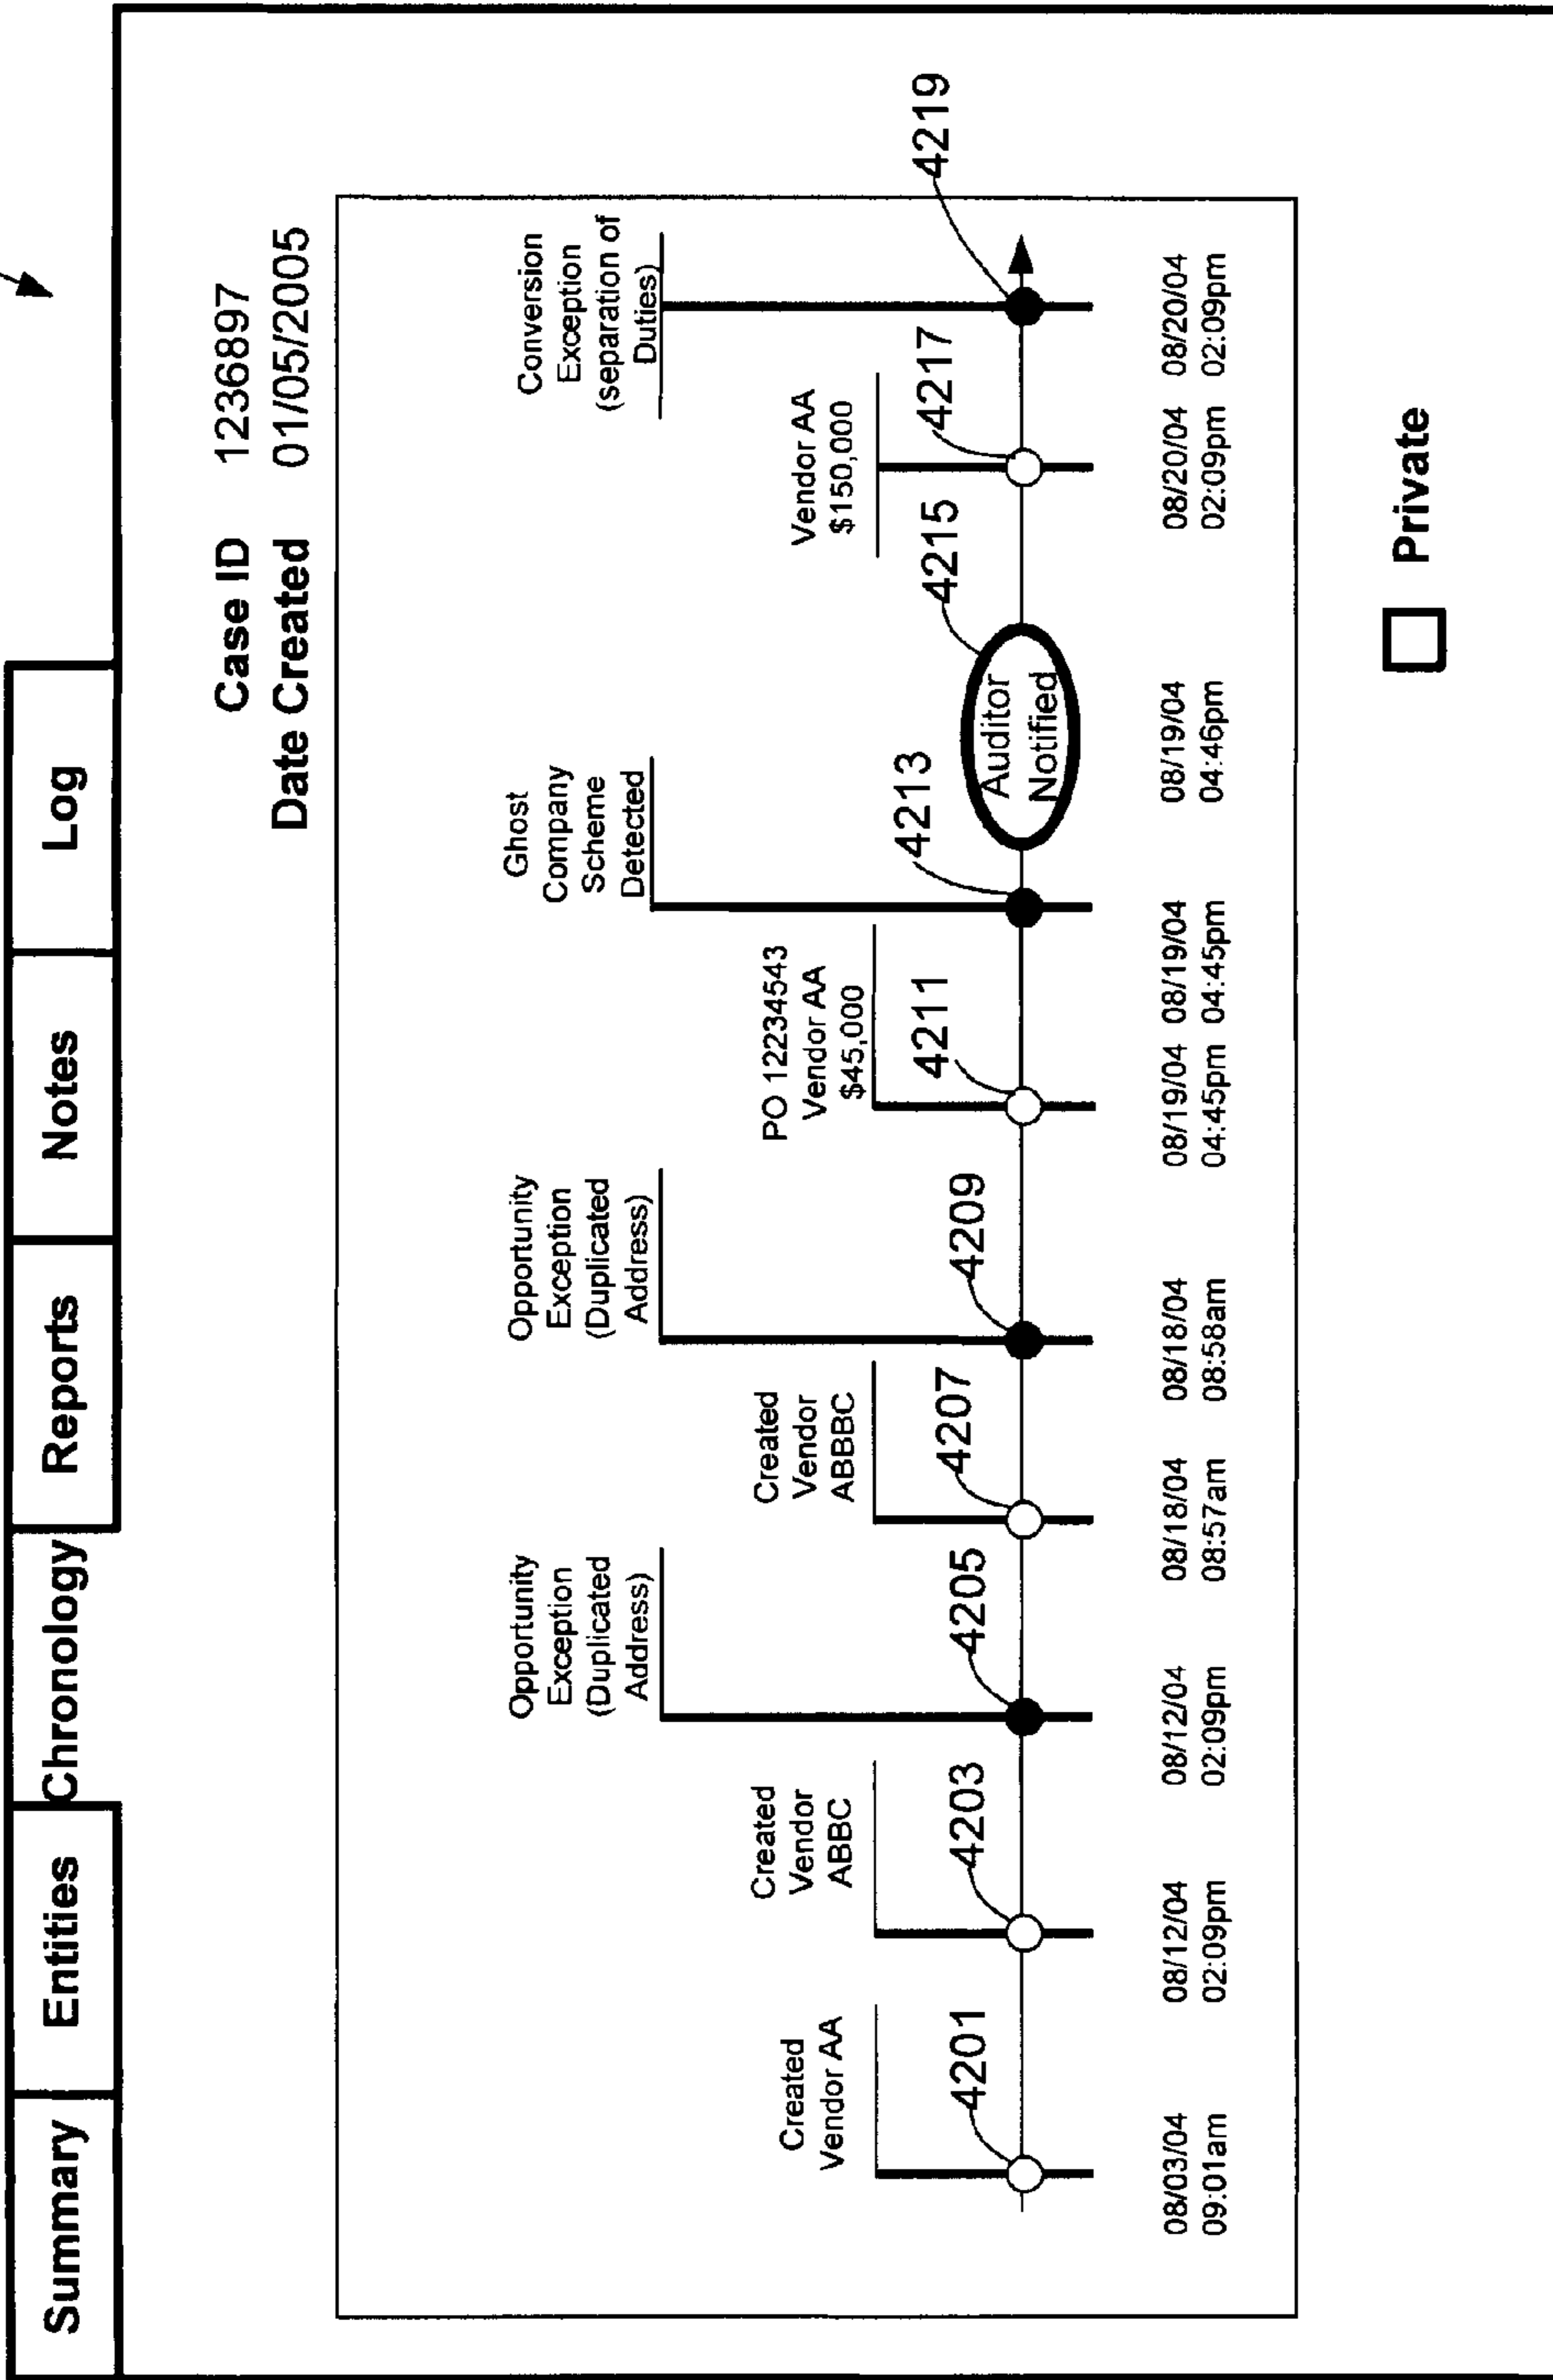 Summary
Entities
Chronology
Reports
Notes
Log
Case ID 1236897
Date Created 01/05/2005
Created
Vendor AA
4201
08/03/04
09:01am
Created
Vendor
ABBC
4203
08/12/04
02:09pm
Opportunity
Exception
(Duplicated
Address)
4205
08/12/04
02:09pm
Created
Vendor
ABBBC
4207
08/18/04
08:57am
Opportunity
Exception
(Duplicated
Address)
4209
08/18/04
08:58am
PO 12234543
Vendor AA
$45,000
4211
08/19/04
04:45pm
Ghost
Company
Scheme
Detected
4213
08/19/04
04:45pm
Auditor
Notified
4215
08/19/04
04:46pm
Vendor AA
$150,000
4217
08/20/04
02:09pm
Conversion
Exception
(separation of
Duties)
4219
08/20/04
02:09pm
Private